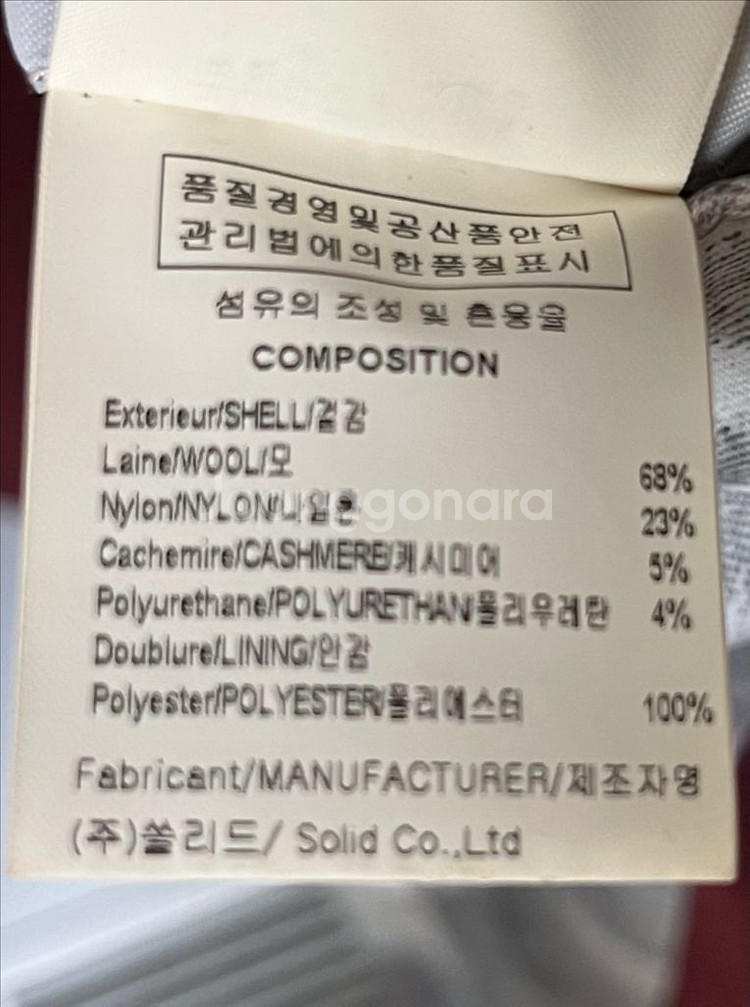 품질경영및공산품안전
관리법에의한품질표시
섬유의 조성 및 혼용율
COMPOSITION
Exterieur/SHELL/겉감
Laine/WOOL/모 68%
Nylon/NYLON/나일론 23%
Cachemire/CASHMERE/캐시미어 5%
Polyurethane/POLYURETHAN/폴리우레탄 4%
Doublure/LINING/안감
Polyester/POLYESTER/폴리에스터 100%
Fabricant/MANUFACTURER/제조자명
(주)쏠리드/ Solid Co.,Ltd